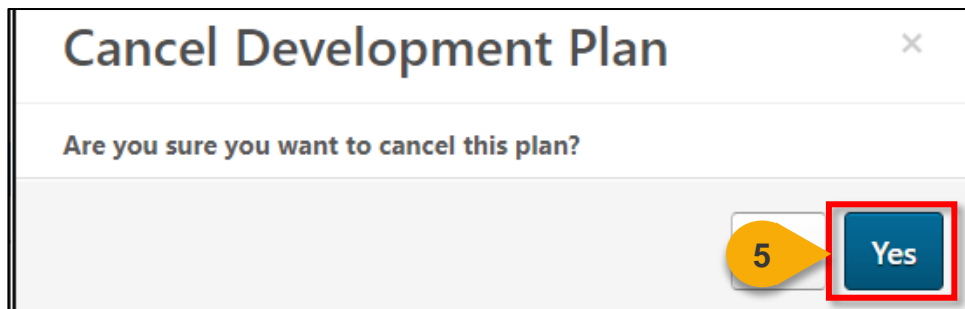 Cancel Development Plan ×
Are you sure you want to cancel this plan?
5 Yes